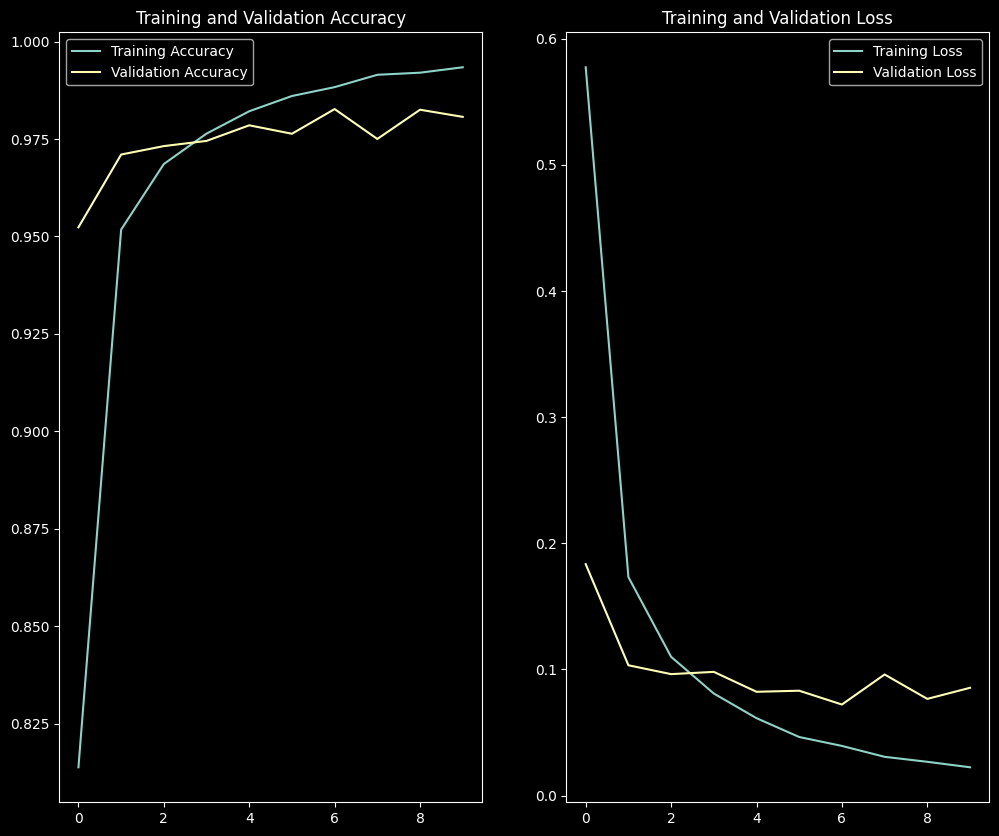 Training and Validation Accuracy
1.000
0.975
0.950
0.925
0.900
0.875
0.850
0.825
0 2 4 6 8
Training Accuracy
Validation Accuracy
Training and Validation Loss
0.6
0.5
0.4
0.3
0.2
0.1
0.0
0 2 4 6 8
Training Loss
Validation Loss